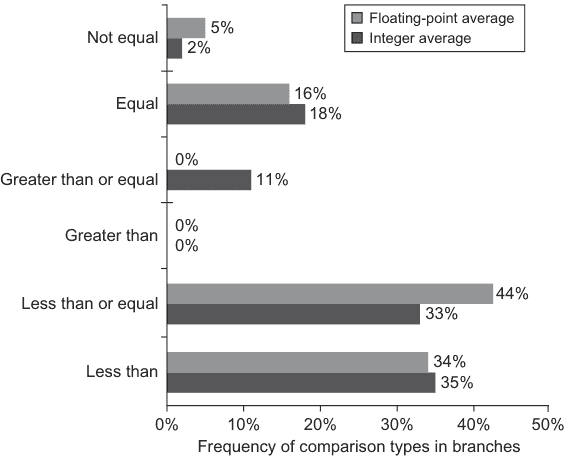 Floating-point average
Integer average
Not equal
5%
2%
Equal
16%
18%
Greater than or equal
0%
11%
Greater than
0%
0%
Less than or equal
44%
33%
Less than
34%
35%
0% 10% 20% 30% 40% 50%
Frequency of comparison types in branches